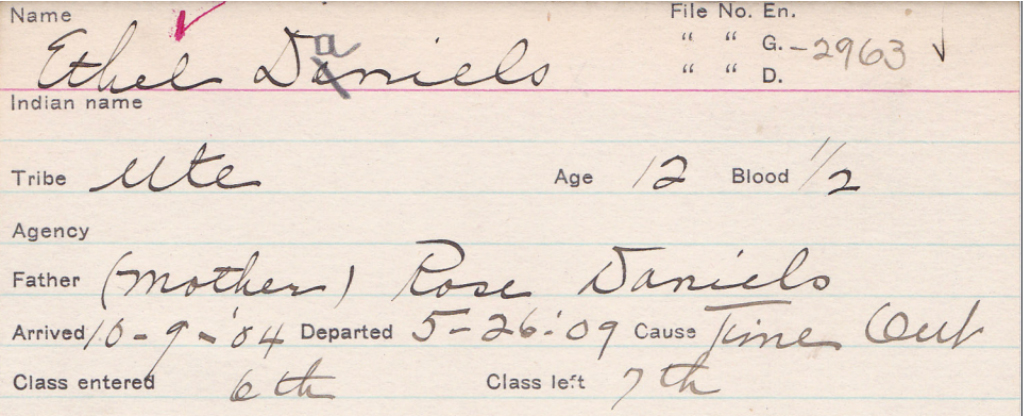 Name File No. En.
" " G. - 2963
Ethel Daniels " " D.
Indian name
Tribe Ute Age 12 Blood 1/2
Agency
Father (Mother) Rose Daniels
Arrived 10-9-'04 Departed 5-26-'09 Cause Time Out
Class entered 6th Class left 7th